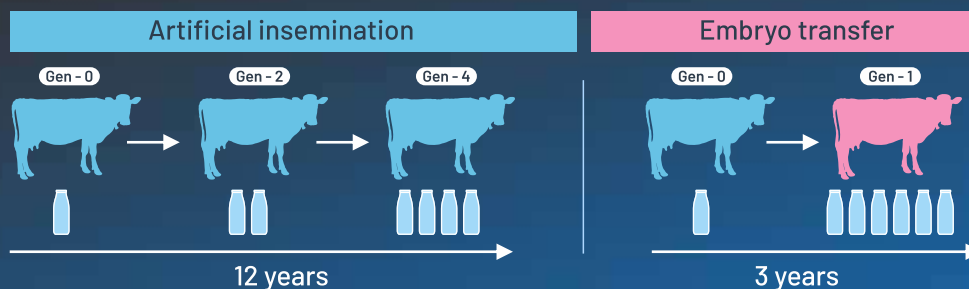 Artificial insemination
Embryo transfer
Gen - 0
Gen - 2
Gen - 4
Gen - 0
Gen - 1
12 years
3 years